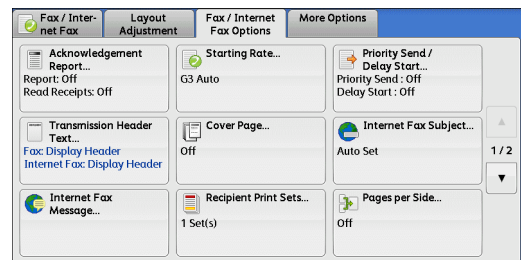 Fax / Inter-
net Fax
Layout
Adjustment
Fax / Internet
Fax Options
More Options
Acknowledgement
Report...
Report: Off
Read Receipts: Off
Starting Rate...
G3 Auto
Priority Send /
Delay Start...
Priority Send : Off
Delay Start : Off
Transmission Header
Text...
Fax: Display Header
Internet Fax: Display Header
Cover Page...
Off
Internet Fax Subject...
Auto Set
1 / 2
Internet Fax
Message...
Recipient Print Sets...
1 Set(s)
Pages per Side...
Off